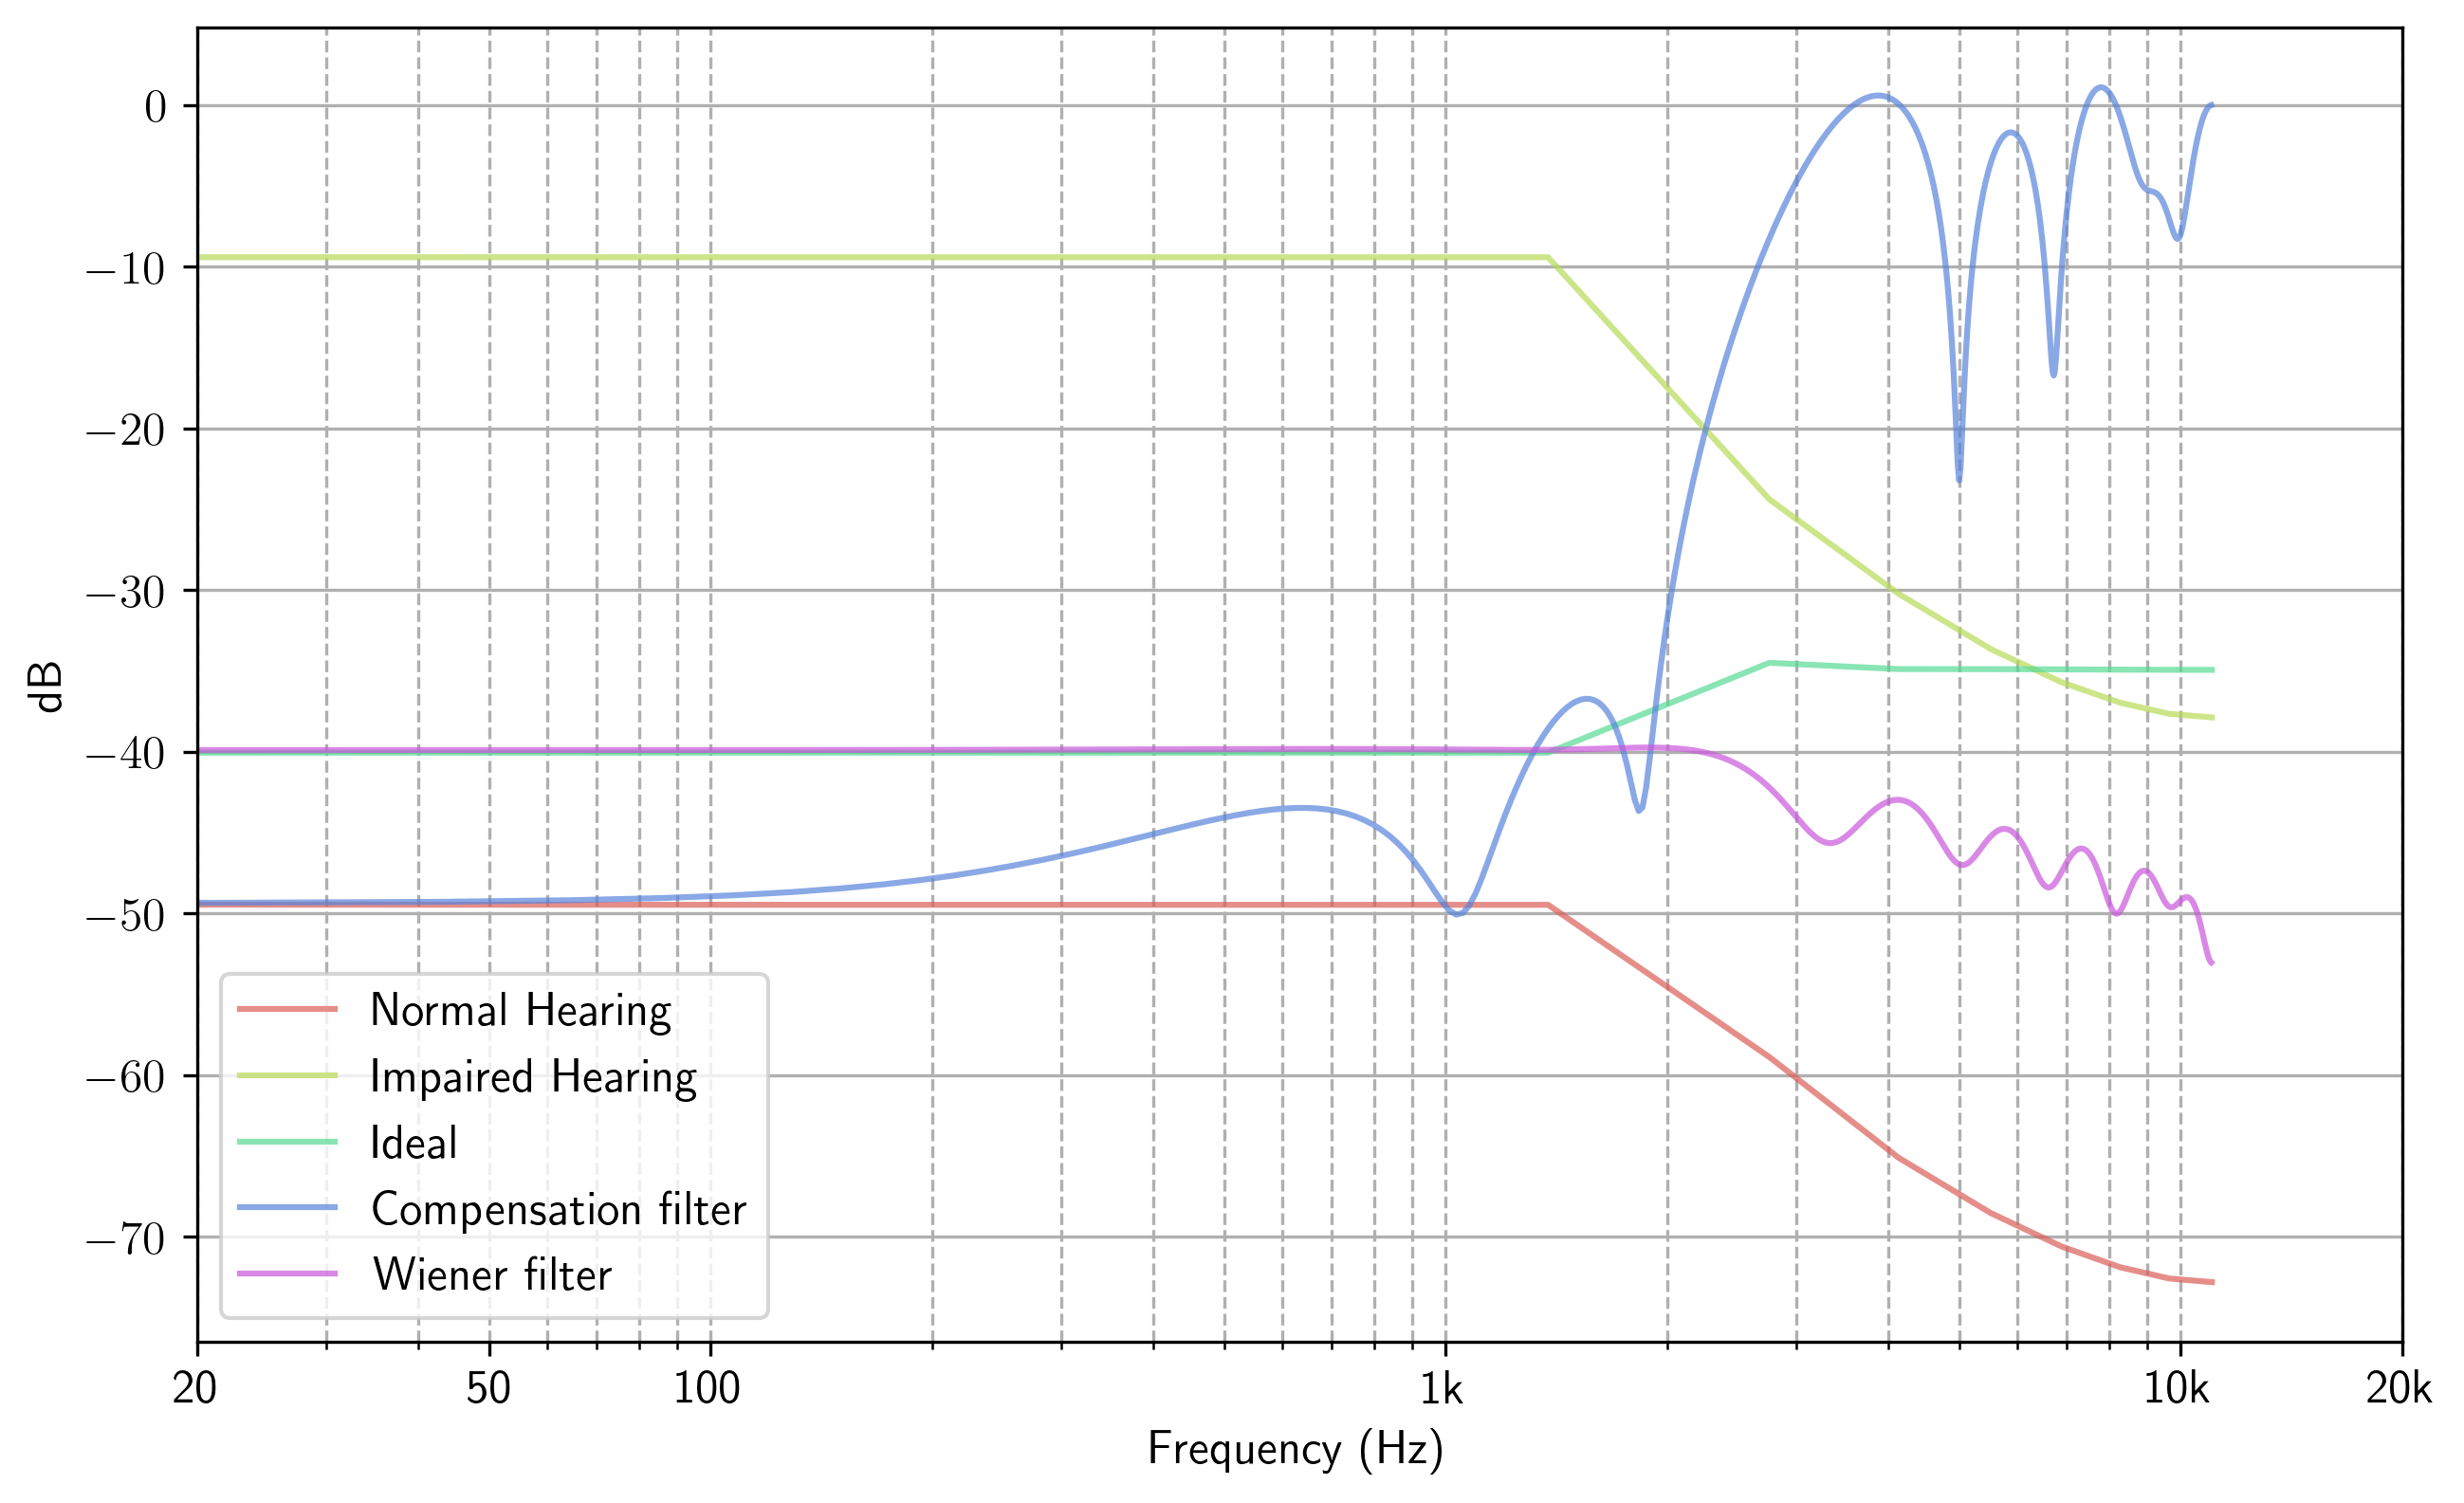 0
−10
−20
−30
−40
−50
−60
−70
dB
Normal Hearing
Impaired Hearing
Ideal
Compensation filter
Wiener filter
20 50 100 1k 10k 20k
Frequency (Hz)